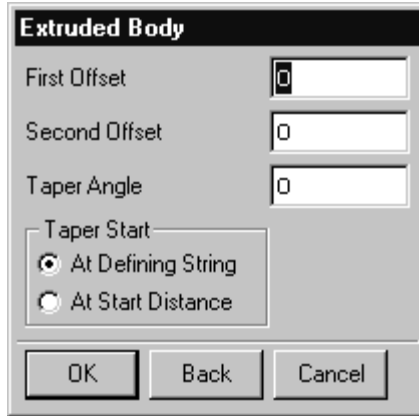 Extruded Body
First Offset 0
Second Offset 0
Taper Angle 0
Taper Start
At Defining String
At Start Distance
OK Back Cancel